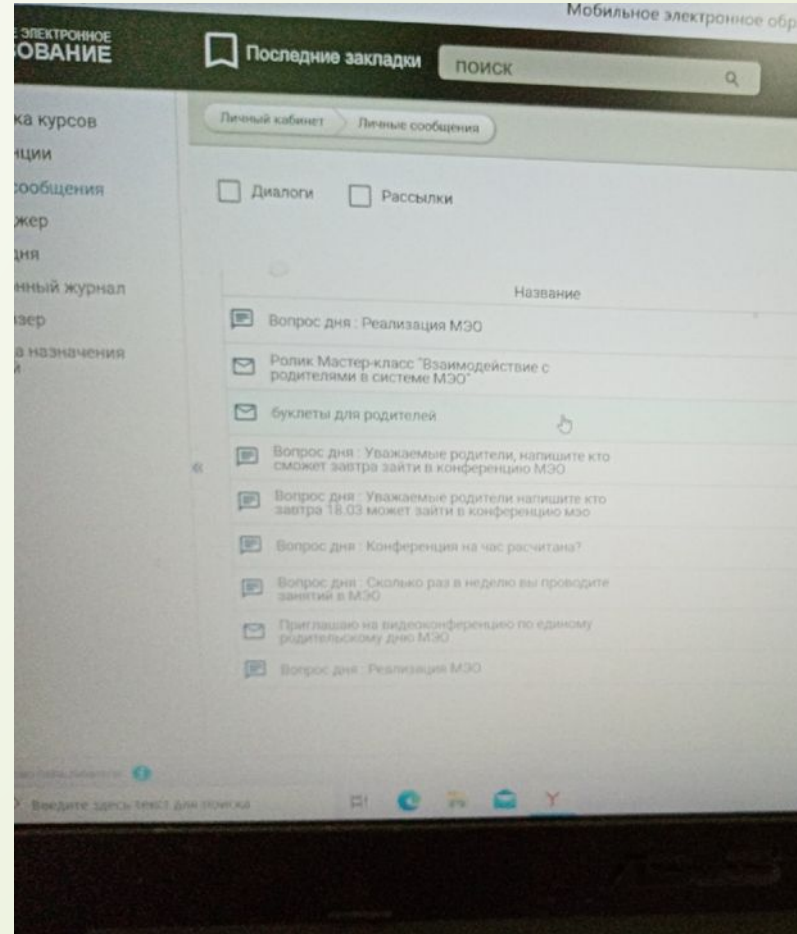 Мобильное электронное обр
ЭЛЕКТРОННОЕ
ОВАНИЕ
Последние закладки
поиск
ка курсов
нции
сообщения
жер
дня
нный журнал
зер
а назначения
й
Личный кабинет
Личные сообщения
Диалоги
Рассылки
Название
Вопрос дня : Реализация МЭО
Ролик Мастер-класс "Взаимодействие с
родителями в системе МЭО"
буклеты для родителей
Вопрос дня : Уважаемые родители, напишите кто
сможет завтра зайти в конференцию МЭО
Вопрос дня : Уважаемые родители напишите кто
завтра 18.03 может зайти в конференцию мэо
Вопрос дня : Конференция на час расчитана?
Вопрос дня : Сколько раз в неделю вы проводите
занятий в МЭО
Приглашаю на видеоконференцию по единому
родительскому дню МЭО
Вопрос дня : Реализация МЭО
Введите здесь текст для поиска